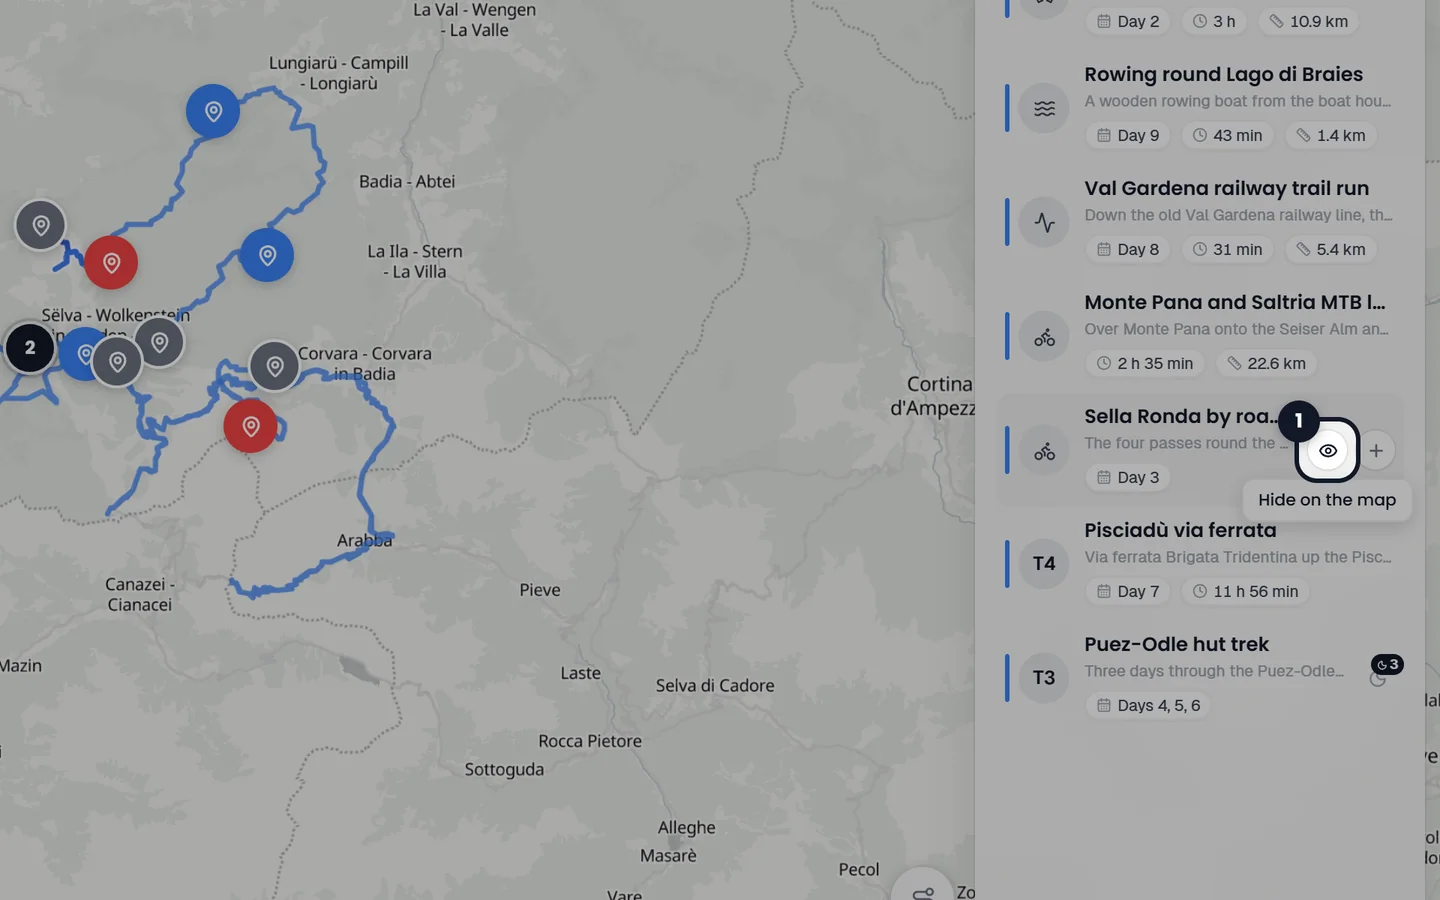 La Val - Wengen
- La Valle
Lungiarü - Campill
- Longiarù
Badia - Abtei
La Ila - Stern
- La Villa
Sëlva - Wolkenstein
2
Corvara - Corvara
in Badia
Cortina
d'Ampezz
Arabba
Canazei -
Cianacei
Pieve
Mazin
Laste
Selva di Cadore
Rocca Pietore
Sottoguda
Alleghe
Masarè
Pecol
Vare
Zo
Day 2
3 h
10.9 km
Rowing round Lago di Braies
A wooden rowing boat from the boat hou...
Day 9
43 min
1.4 km
Val Gardena railway trail run
Down the old Val Gardena railway line, th...
Day 8
31 min
5.4 km
Monte Pana and Saltria MTB l...
Over Monte Pana onto the Seiser Alm an...
2 h 35 min
22.6 km
Sella Ronda by roa...
1
The four passes round the ...
Day 3
Hide on the map
Pisciadù via ferrata
T4
Via ferrata Brigata Tridentina up the Pisc...
Day 7
11 h 56 min
Puez-Odle hut trek
3
T3
Three days through the Puez-Odle...
Days 4, 5, 6